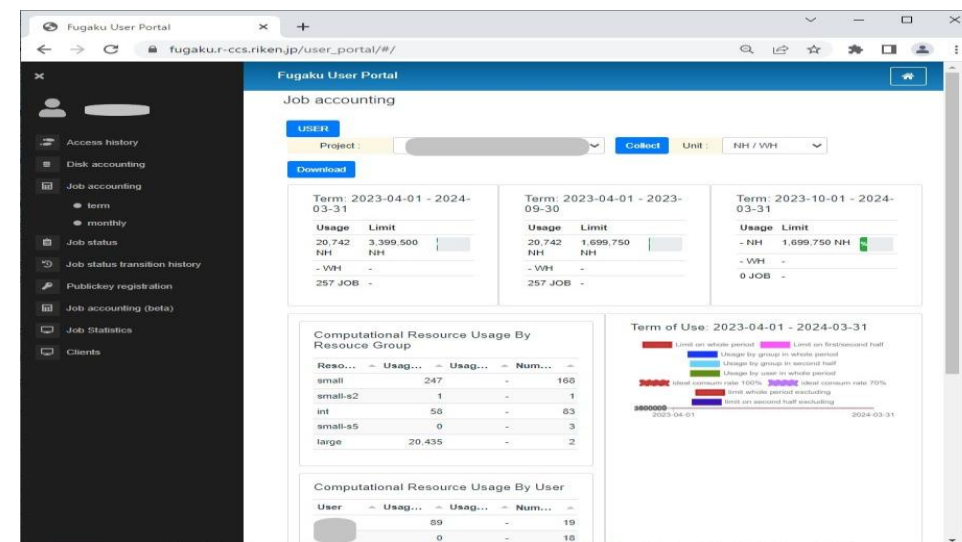 Fugaku User Portal
fugaku.r-ccs.riken.jp/user_portal/#/
Fugaku User Portal
Access history
Disk accounting
Job accounting
term
monthly
Job status
Job status transition history
Publickey registration
Job accounting (beta)
Job Statistics
Clients
Job accounting
USER
Project :
Collect
Unit :
NH / WH
Download
Term: 2023-04-01 - 2024-
03-31
Usage Limit
20,742 3,399,500
NH NH
- WH -
257 JOB -
Term: 2023-04-01 - 2023-
09-30
Usage Limit
20,742 1,699,750
NH NH
- WH -
257 JOB -
Term: 2023-10-01 - 2024-
03-31
Usage Limit
- NH 1,699,750 NH %
- WH -
0 JOB -
Computational Resource Usage By
Resouce Group
Reso... Usag... Usag... Num...
small 247 - 168
small-s2 1 - 1
int 58 - 83
small-s5 0 - 3
large 20,435 - 2
Computational Resource Usage By User
User Usag... Usag... Num...
89 - 19
0 - 18
Term of Use: 2023-04-01 - 2024-03-31
Limit on whole period Limit on first/second half
Usage by group in whole period
Usage by group in second half
Usage by user in whole period
ideal consum rate 100% ideal consum rate 70%
limit whole period excluding
limit on second half excluding
2023-04-01 2024-03-31